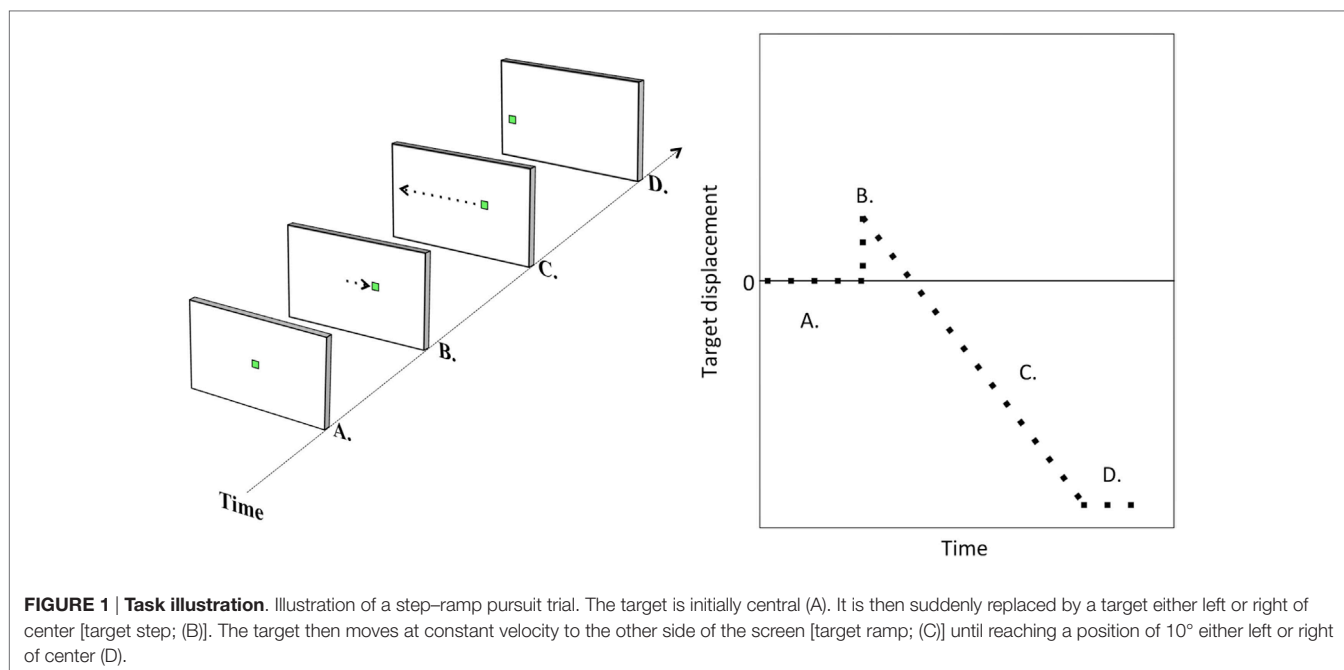 A.
B.
C.
D.
Time
Target displacement
0
A.
B.
C.
D.
Time
FIGURE 1 | Task illustration. Illustration of a step–ramp pursuit trial. The target is initially central (A). It is then suddenly replaced by a target either left or right of
center [target step; (B)]. The target then moves at constant velocity to the other side of the screen [target ramp; (C)] until reaching a position of 10° either left or right
of center (D).